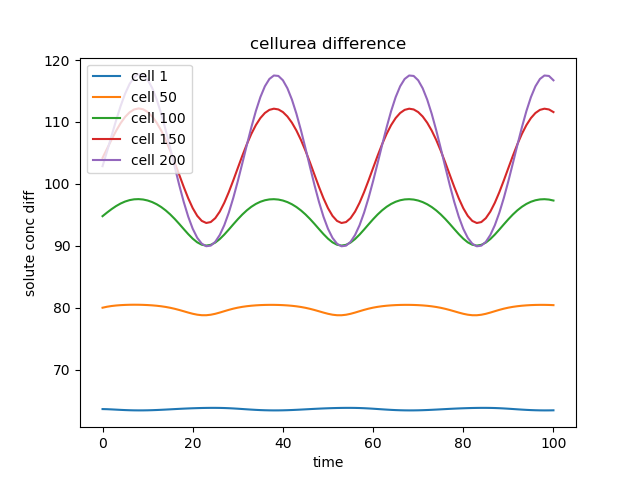 cellurea difference
solute conc diff
120
110
100
90
80
70
cell 1
cell 50
cell 100
cell 150
cell 200
0
20
40
60
80
100
time